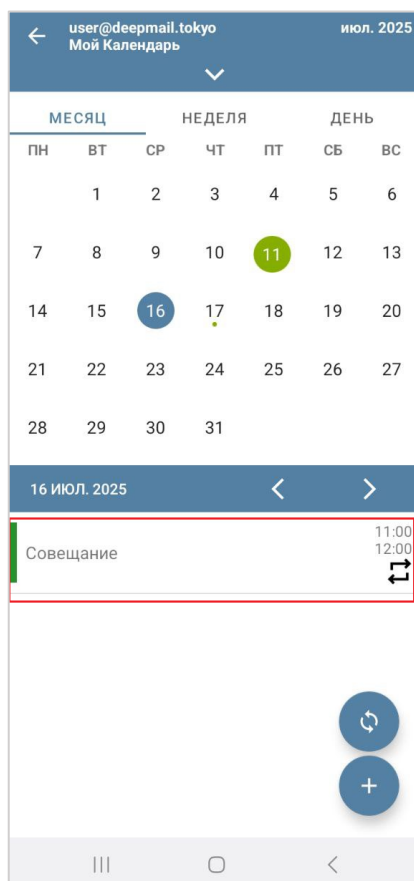 user@deepmail.tokyo июл. 2025
Мой Календарь
МЕСЯЦ НЕДЕЛЯ ДЕНЬ
ПН ВТ СР ЧТ ПТ СБ ВС
1 2 3 4 5 6
7 8 9 10 11 12 13
14 15 16 17 18 19 20
21 22 23 24 25 26 27
28 29 30 31
16 ИЮЛ. 2025
Совещание 11:00
12:00